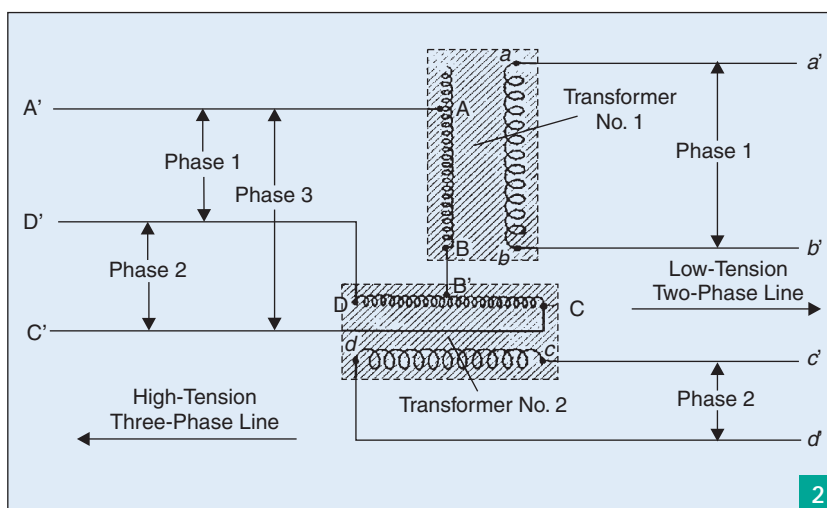 a
a'
Transformer
No. 1
A'
A
Phase 1
Phase 3
Phase 1
D'
Phase 2
B
b
b'
B'
Low-Tension
Two-Phase Line
D
C
C'
d
c
c'
High-Tension
Three-Phase Line
Transformer No. 2
Phase 2
d'
2